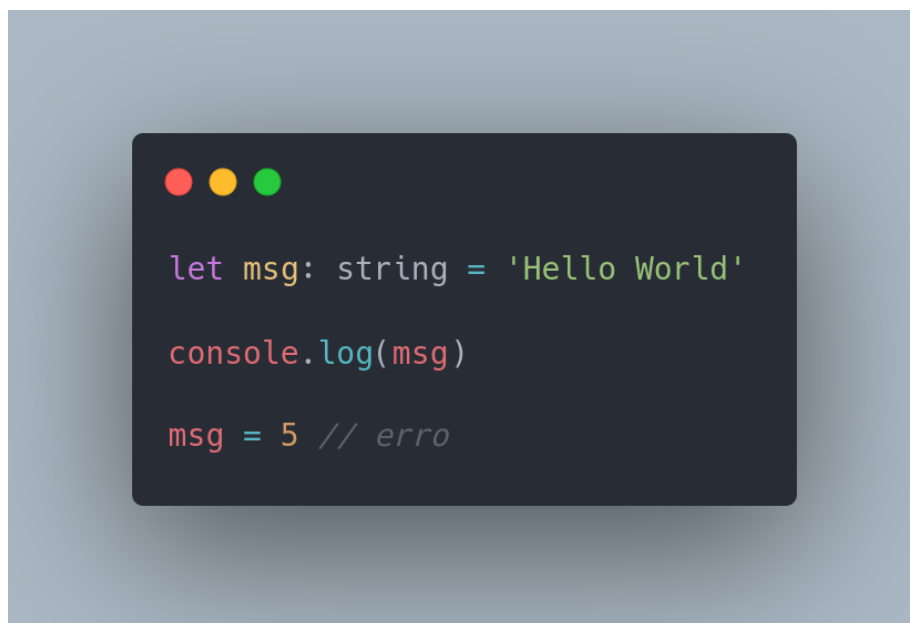 let msg: string = 'Hello World'
console.log(msg)
msg = 5 // erro